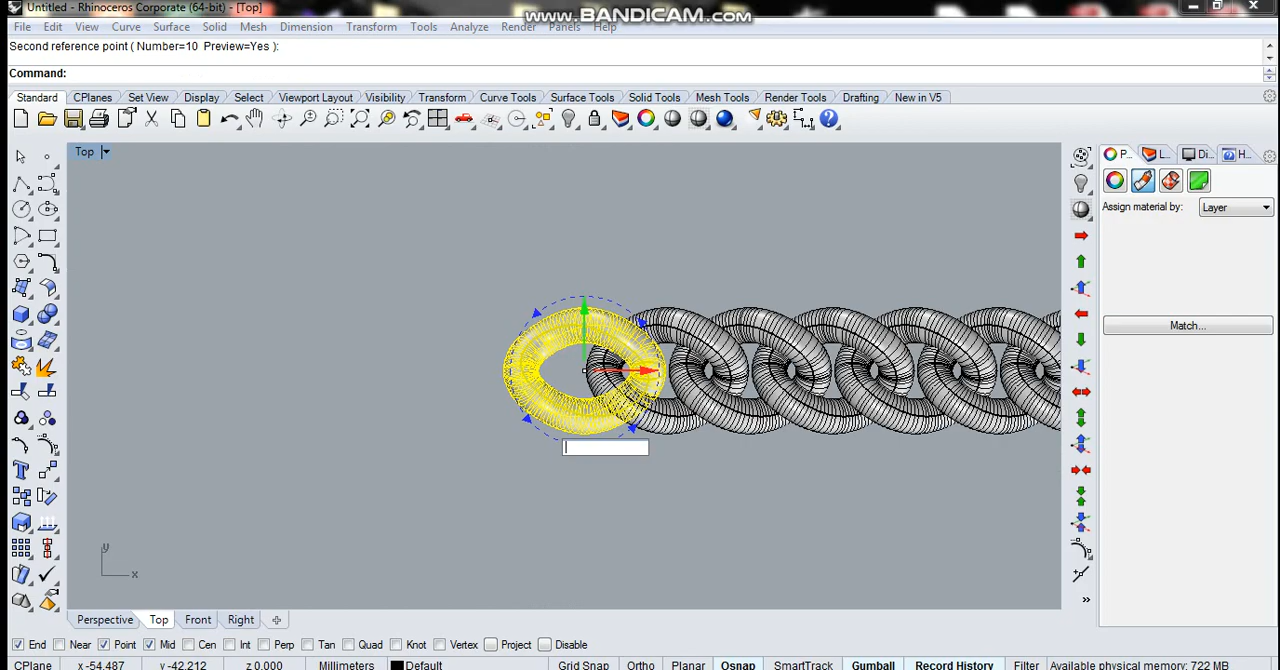 Untitled - Rhinoceros Corporate (64-bit) - [Top]
www.BANDICAM.com
File Edit View Curve Surface Solid Mesh Dimension Transform Tools Analyze Render Panels Help
Second reference point ( Number=10 Preview=Yes ):
Command:
Standard CPlanes Set View Display Select Viewport Layout Visibility Transform Curve Tools Surface Tools Solid Tools Mesh Tools Render Tools Drafting New in V5
Top
P... L... Di... H...
Assign material by: Layer
Match...
y
x
Perspective Top Front Right
End Near Point Mid Cen Int Perp Tan Quad Knot Vertex Project Disable
CPlane x -54.487 y -42.212 z 0.000 Millimeters Default Grid Snap Ortho Planar Osnap SmartTrack Gumball Record History Filter Available physical memory: 722 MB